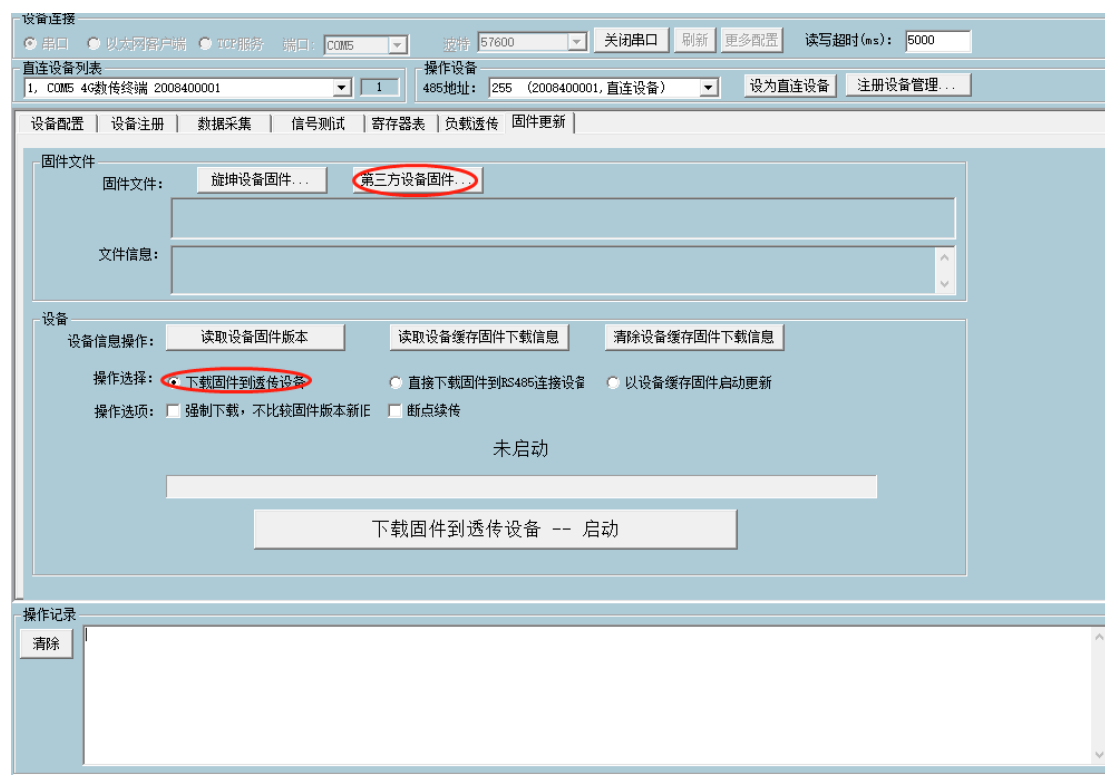 设备连接
串口 以太网客户端 TCP服务 端口: COM5 波特 57600 关闭串口 刷新 更多配置 读写超时(ms): 5000
直连设备列表 操作设备
1, COM5 4G数传终端 2008400001 1 485地址: 255 (2008400001,直连设备) 设为直连设备 注册设备管理...
设备配置 设备注册 数据采集 信号测试 寄存器表 负载透传 固件更新
固件文件
固件文件: 旋坤设备固件... 第三方设备固件...
文件信息:
设备
设备信息操作: 读取设备固件版本 读取设备缓存固件下载信息 清除设备缓存固件下载信息
操作选择: 下载固件到透传设备 直接下载固件到RS485连接设备 以设备缓存固件启动更新
操作选项: 强制下载，不比较固件版本新旧 断点续传
未启动
下载固件到透传设备 -- 启动
操作记录
清除